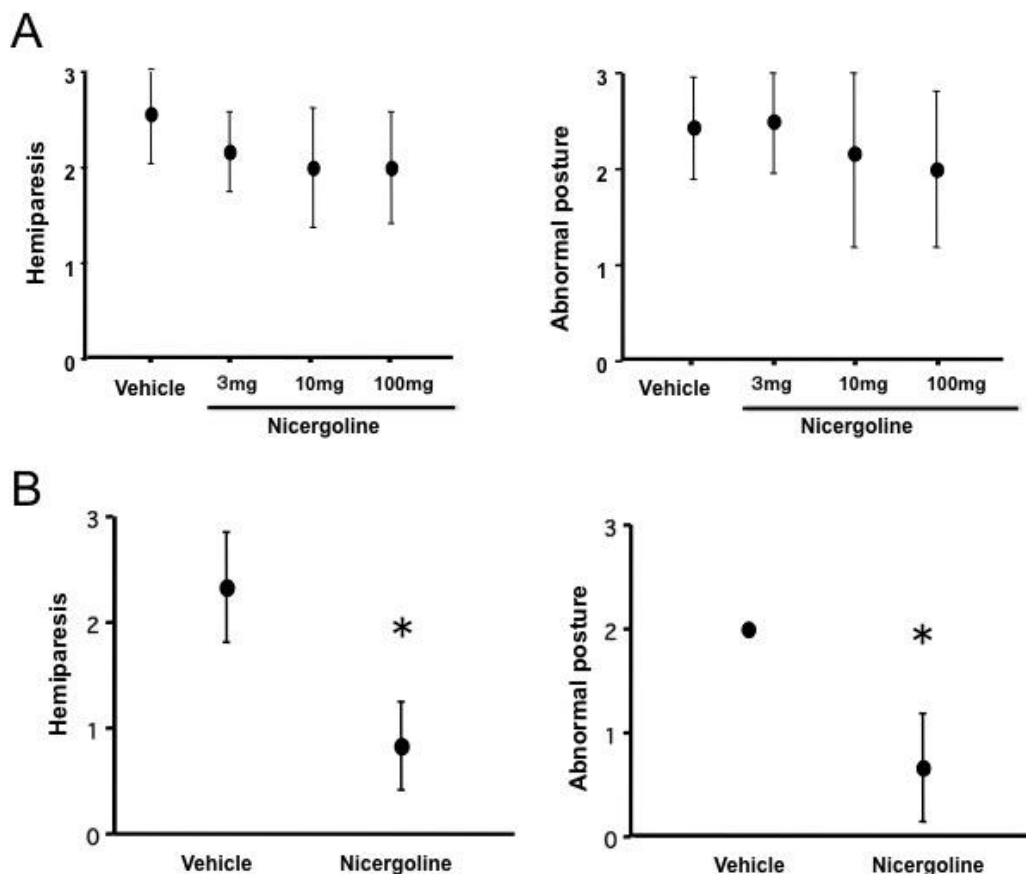 A
Hemiparesis
3
2
1
0
Vehicle 3mg 10mg 100mg
Nicergoline
Abnormal posture
3
2
1
0
Vehicle 3mg 10mg 100mg
Nicergoline
B
Hemiparesis
3
2
1
0
Vehicle Nicergoline
*
Abnormal posture
3
2
1
0
Vehicle Nicergoline
*